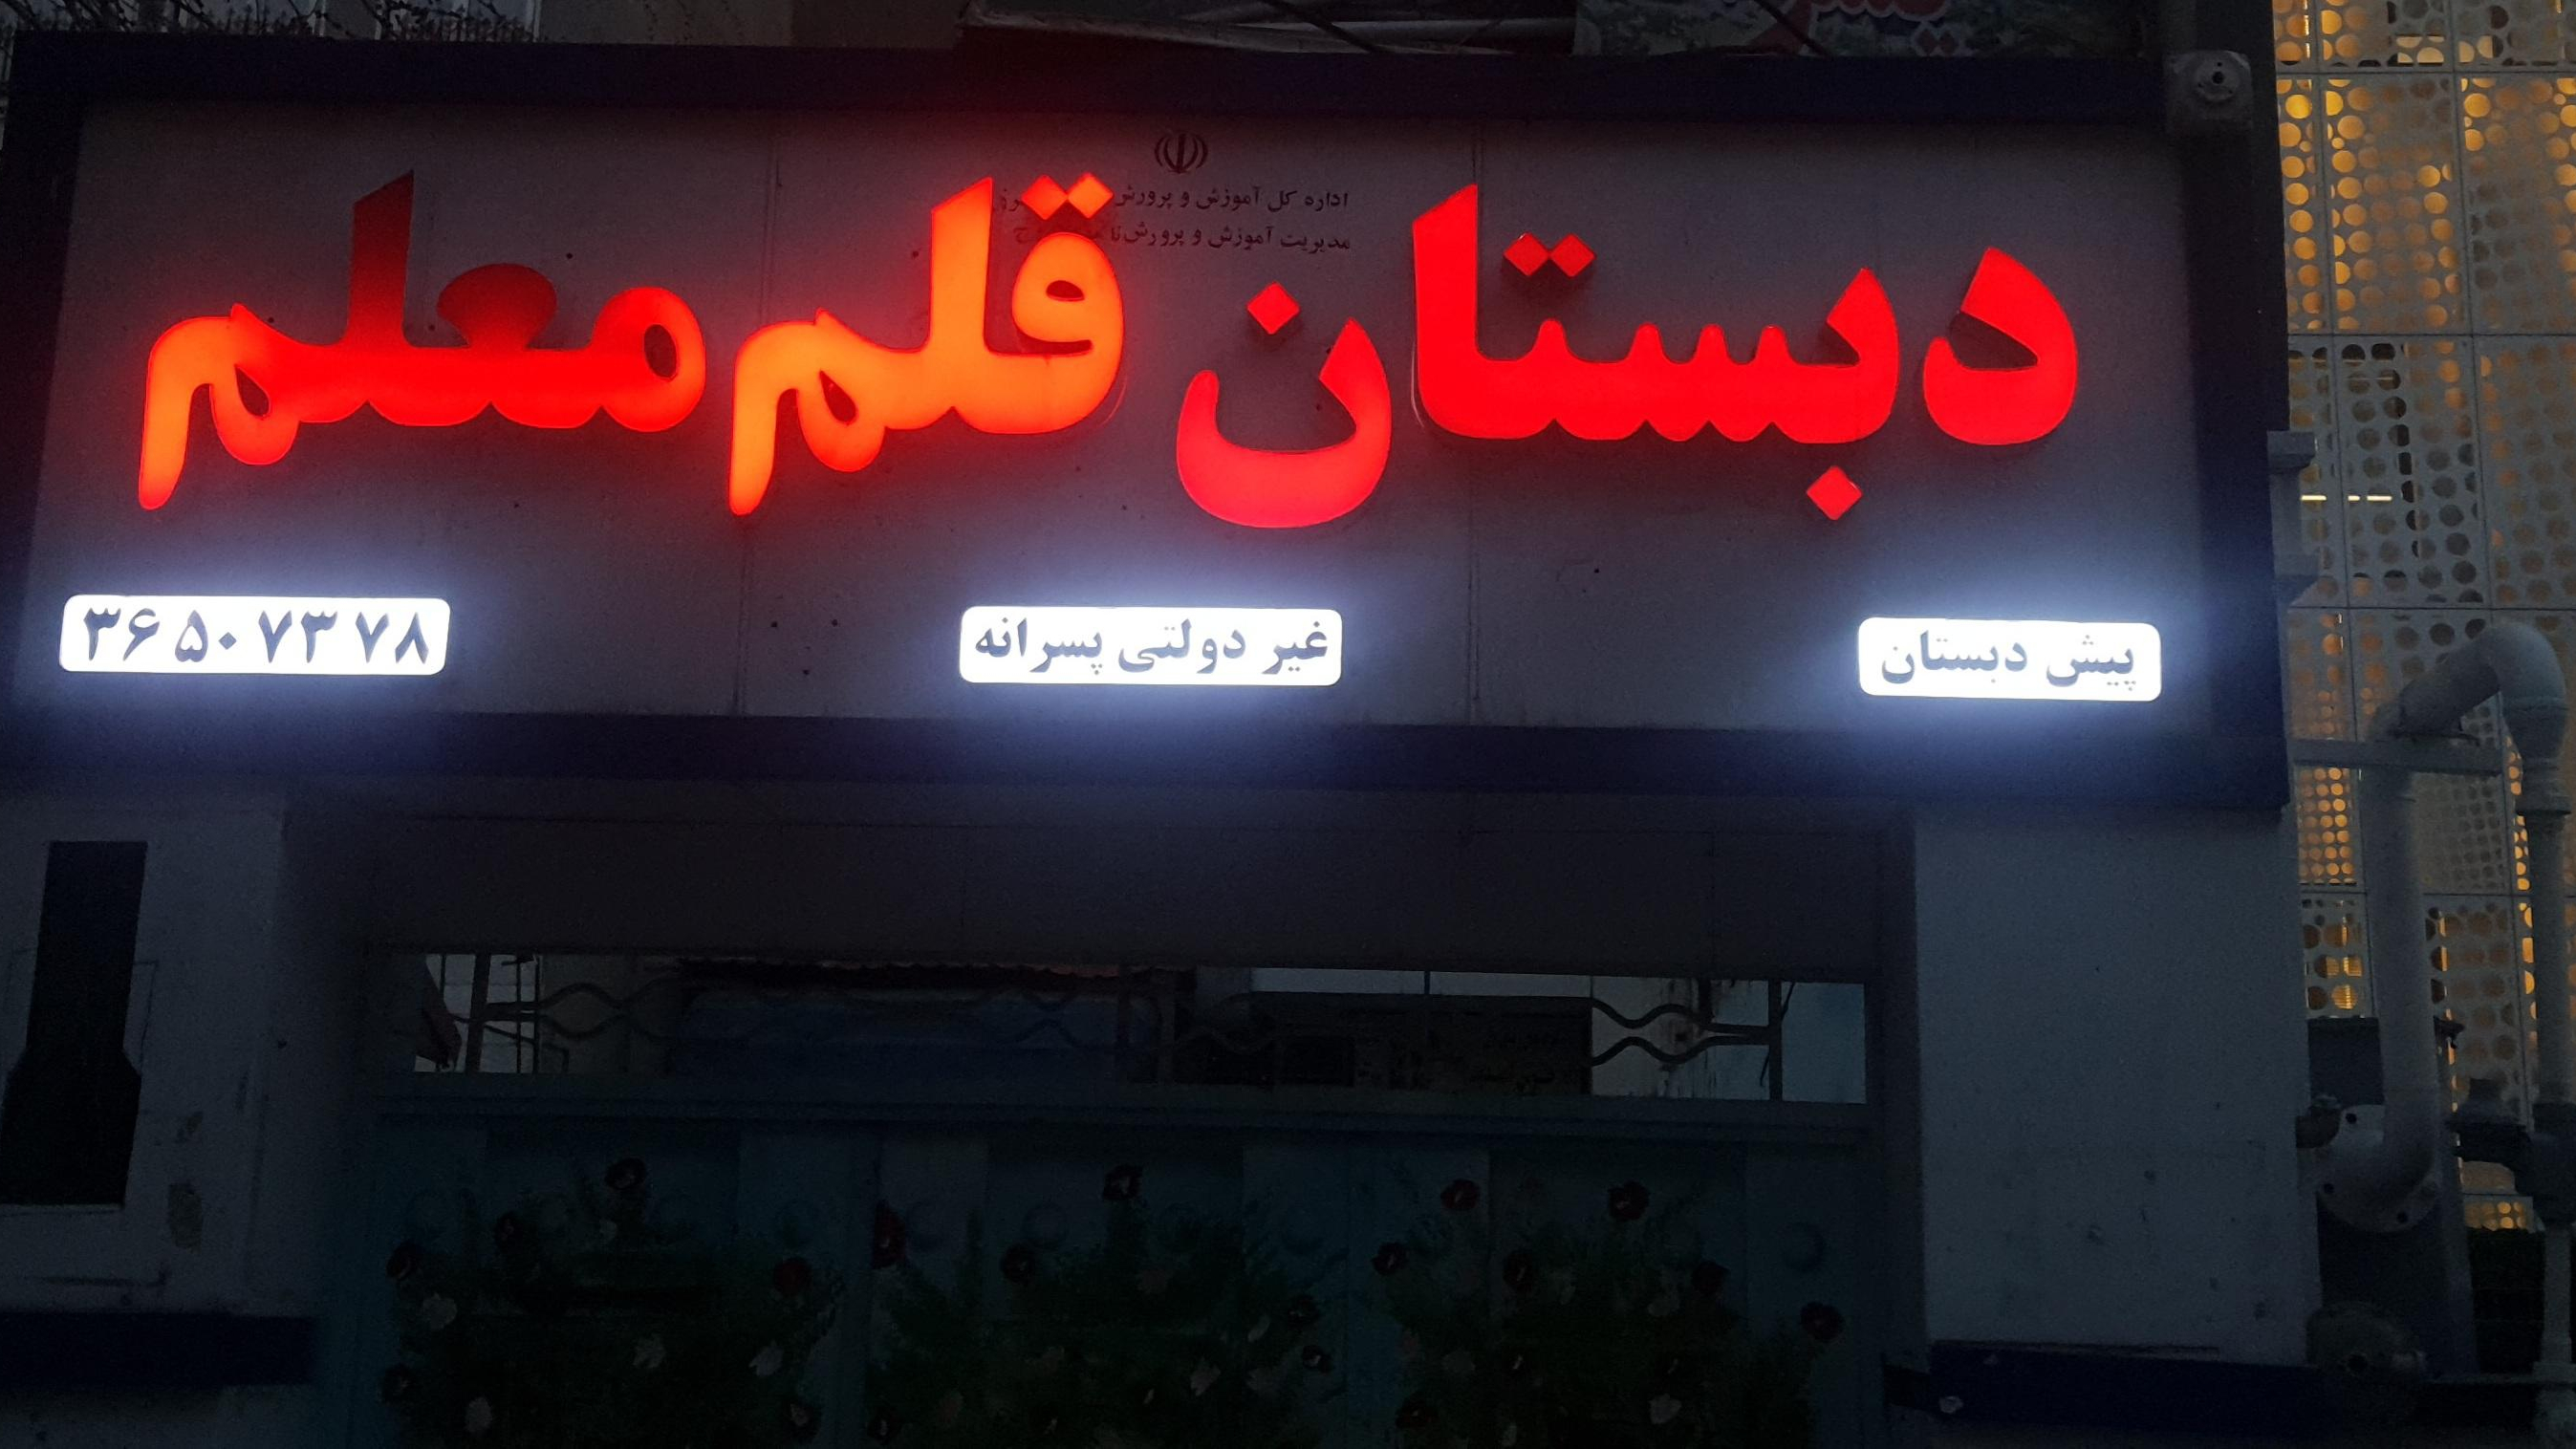 اداره کل آموزش و پرورش
مدیریت آموزش و پرورش
دبستان قلم معلم
پیش دبستان
غیر دولتی پسرانه
۳۶۵۰۷۳۷۸